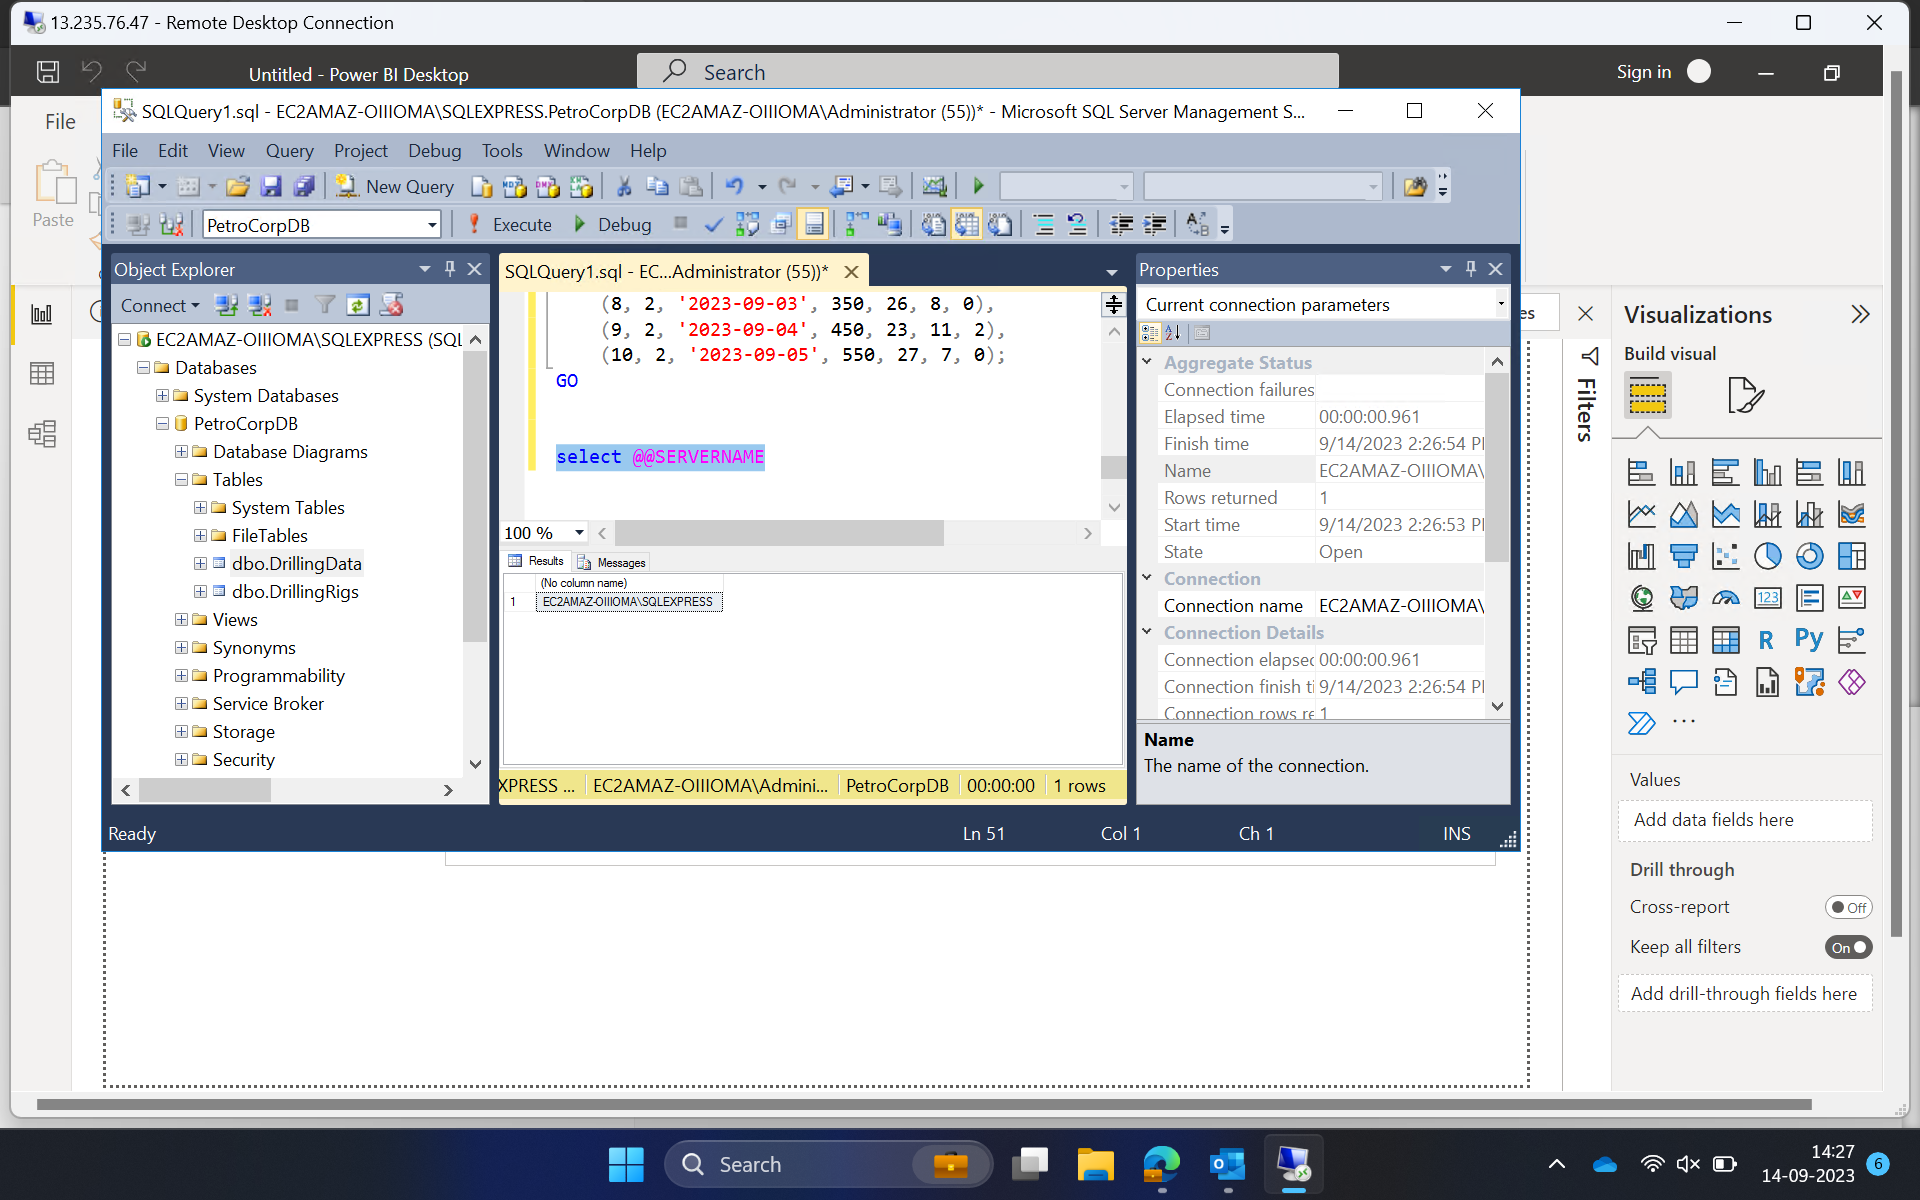 13.235.76.47 - Remote Desktop Connection
Untitled - Power BI Desktop
Search
Sign in
File
Paste
SQLQuery1.sql - EC2AMAZ-OIIIOMA\SQLEXPRESS.PetroCorpDB (EC2AMAZ-OIIIOMA\Administrator (55))* - Microsoft SQL Server Management S...
File Edit View Query Project Debug Tools Window Help
New Query
PetroCorpDB
Execute
Debug
Object Explorer
Connect
EC2AMAZ-OIIIOMA\SQLEXPRESS (SQL
Databases
System Databases
PetroCorpDB
Database Diagrams
Tables
System Tables
FileTables
dbo.DrillingData
dbo.DrillingRigs
Views
Synonyms
Programmability
Service Broker
Storage
Security
SQLQuery1.sql - EC...Administrator (55))*
(8, 2, '2023-09-03', 350, 26, 8, 0),
(9, 2, '2023-09-04', 450, 23, 11, 2),
(10, 2, '2023-09-05', 550, 27, 7, 0);
GO
select @@SERVERNAME
100 %
Results
Messages
(No column name)
1 EC2AMAZ-OIIIOMA\SQLEXPRESS
XPRESS ... EC2AMAZ-OIIIOMA\Admini... PetroCorpDB 00:00:00 1 rows
Properties
Current connection parameters
Aggregate Status
Connection failures
Elapsed time 00:00:00.961
Finish time 9/14/2023 2:26:54 P
Name EC2AMAZ-OIIIOMA\
Rows returned 1
Start time 9/14/2023 2:26:53 P
State Open
Connection
Connection name EC2AMAZ-OIIIOMA\
Connection Details
Connection elapsec 00:00:00.961
Connection finish ti 9/14/2023 2:26:54 P
Connection rows re 1
Name
The name of the connection.
Ready
Ln 51
Col 1
Ch 1
INS
es
Filters
Visualizations
Build visual
123
R
Py
Values
Add data fields here
Drill through
Cross-report
Off
Keep all filters
On
Add drill-through fields here
Search
14:27
14-09-2023
6